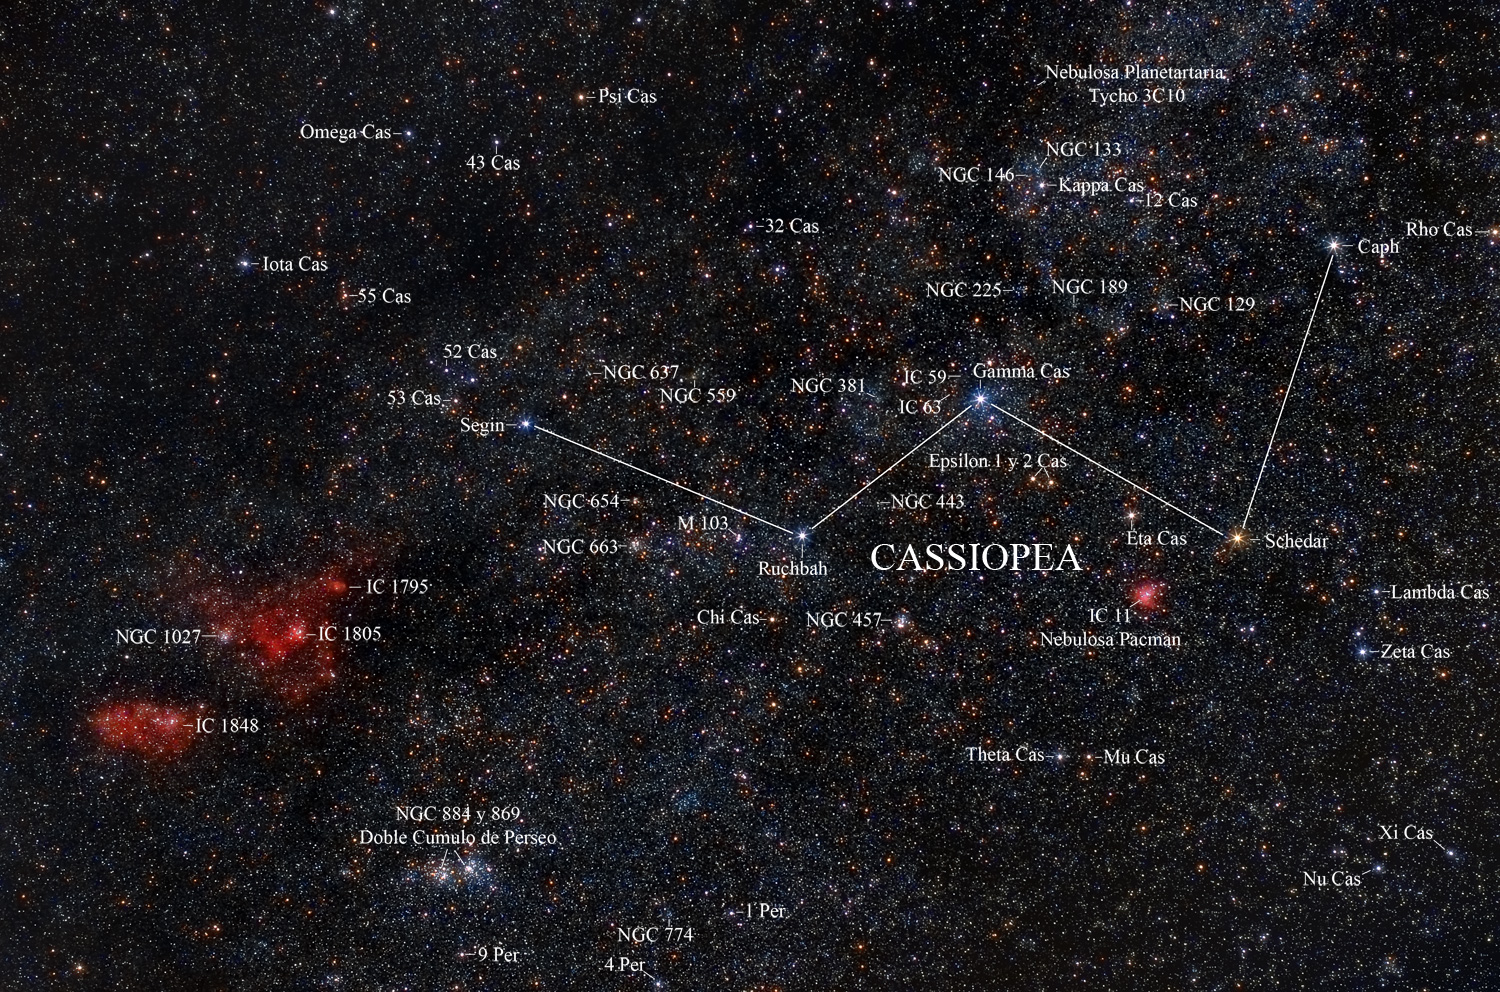 Nebulosa Planetartaria
Tycho 3C10
Psi Cas
Omega Cas
43 Cas
NGC 133
NGC 146
Kappa Cas
12 Cas
32 Cas
Rho Cas
Caph
Iota Cas
55 Cas
NGC 225
NGC 189
NGC 129
52 Cas
NGC 637
NGC 559
NGC 381
IC 59
Gamma Cas
IC 63
53 Cas
Segin
Epsilon 1 y 2 Cas
NGC 654
NGC 443
M 103
NGC 663
Ruchbah
CASSIOPEA
Eta Cas
Schedar
IC 1795
Lambda Cas
NGC 1027
IC 1805
Chi Cas
NGC 457
IC 11
Nebulosa Pacman
Zeta Cas
IC 1848
Theta Cas
Mu Cas
NGC 884 y 869
Doble Cumulo de Perseo
Xi Cas
Nu Cas
1 Per
NGC 774
9 Per
4 Per